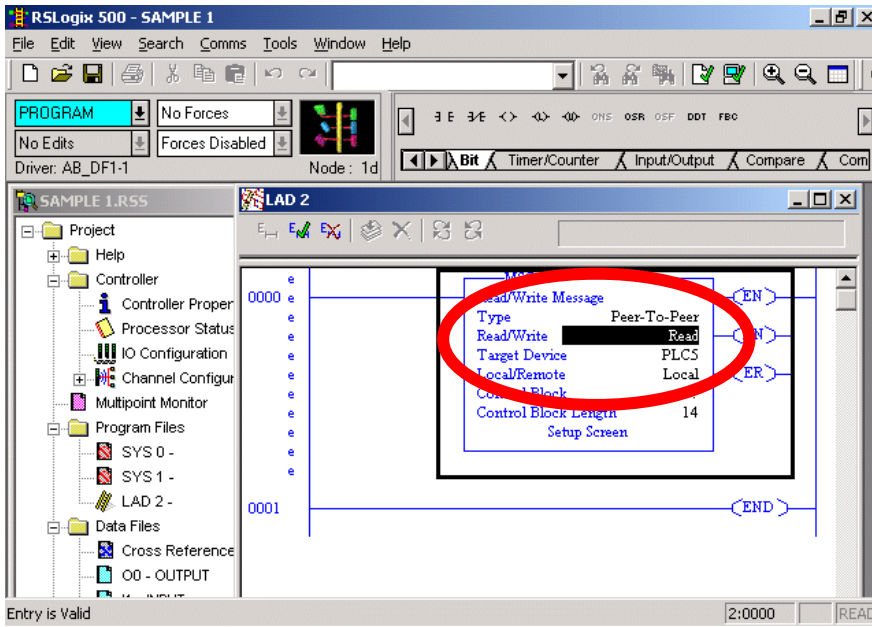 RSLogix 500 - SAMPLE 1
File Edit View Search Comms Tools Window Help
PROGRAM No Forces
No Edits Forces Disabled
Driver: AB_DF1-1 Node : 1d
ONS OSR OSF DDT FBC
Bit Timer/Counter Input/Output Compare Com
SAMPLE 1.RSS
Project
Help
Controller
Controller Proper
Processor Status
IO Configuration
Channel Configur
Multipoint Monitor
Program Files
SYS 0 -
SYS 1 -
LAD 2 -
Data Files
Cross Reference
O0 - OUTPUT
LAD 2
0000
e
e
e
e
e
e
e
e
e
e
e
Read/Write Message
Type Peer-To-Peer
Read/Write Read
Target Device PLC5
Local/Remote Local
Control Block
Control Block Length 14
Setup Screen
EN
ER
0001
END
Entry is Valid
2:0000 READ